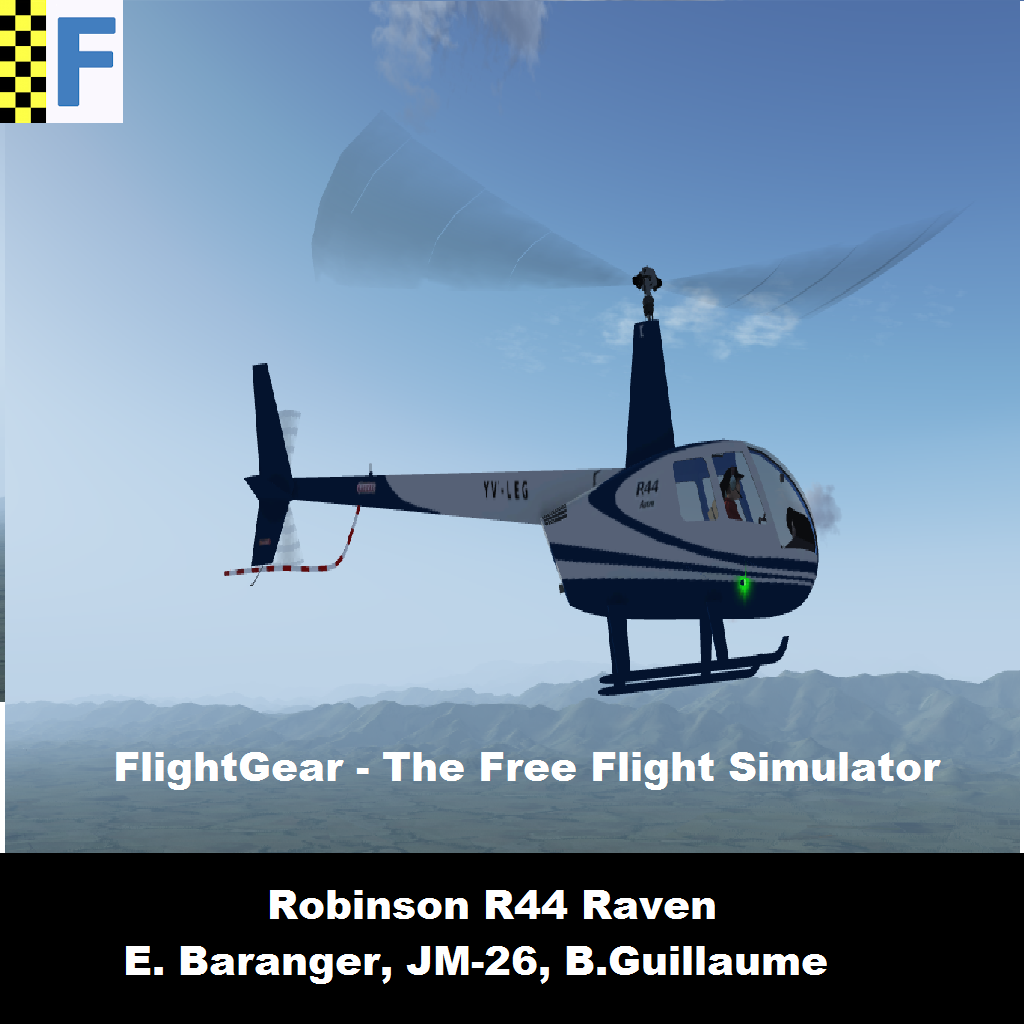 F
YV-LEG
R44
FlightGear - The Free Flight Simulator
Robinson R44 Raven
E. Baranger, JM-26, B.Guillaume